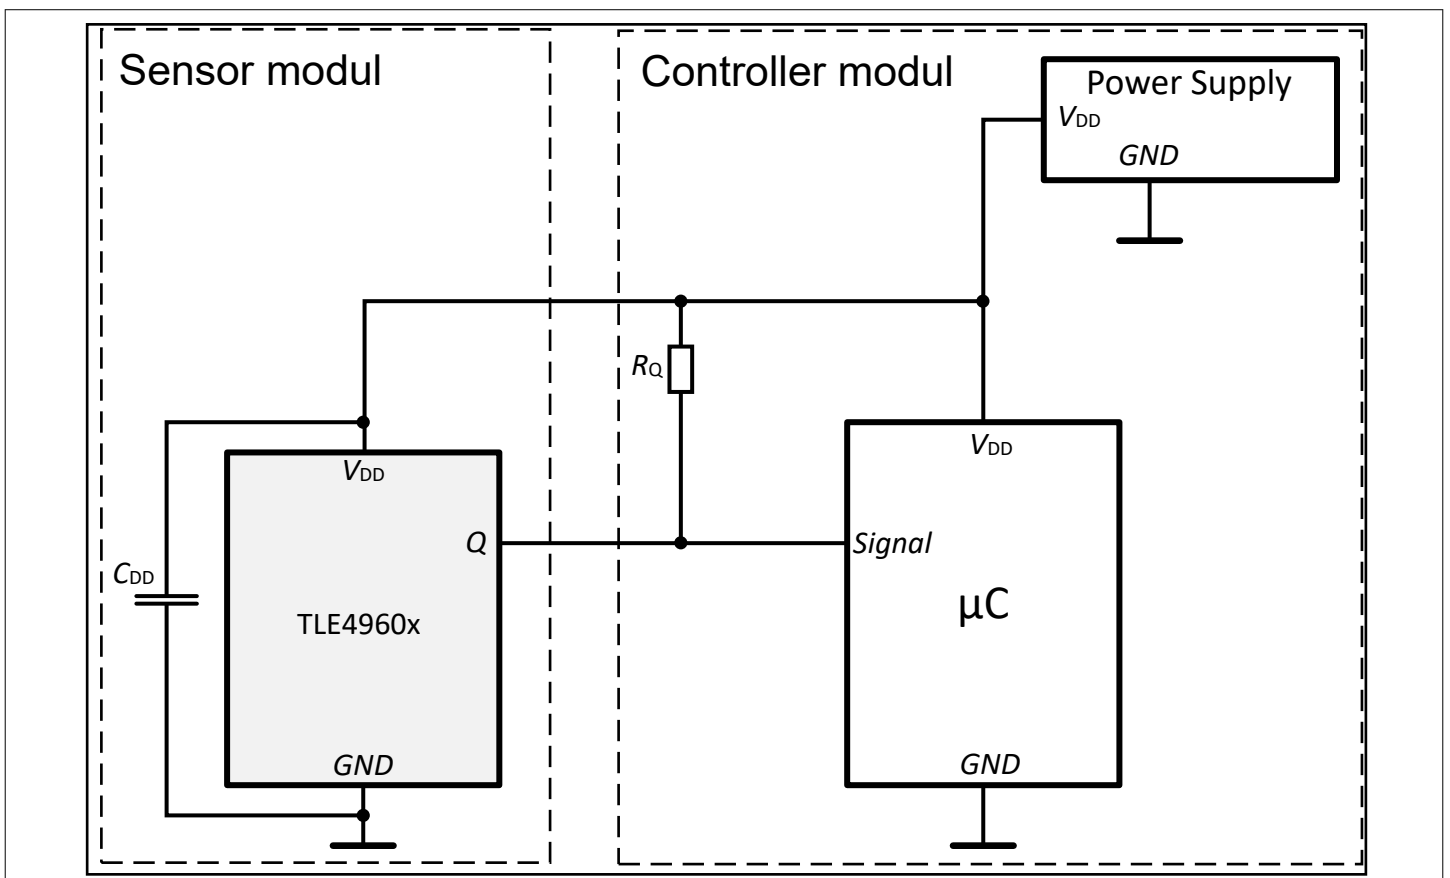 Sensor modul
Controller modul
Power Supply
VDD
GND
RQ
VDD
VDD
Q
Signal
CDD
TLE4960x
µC
GND
GND